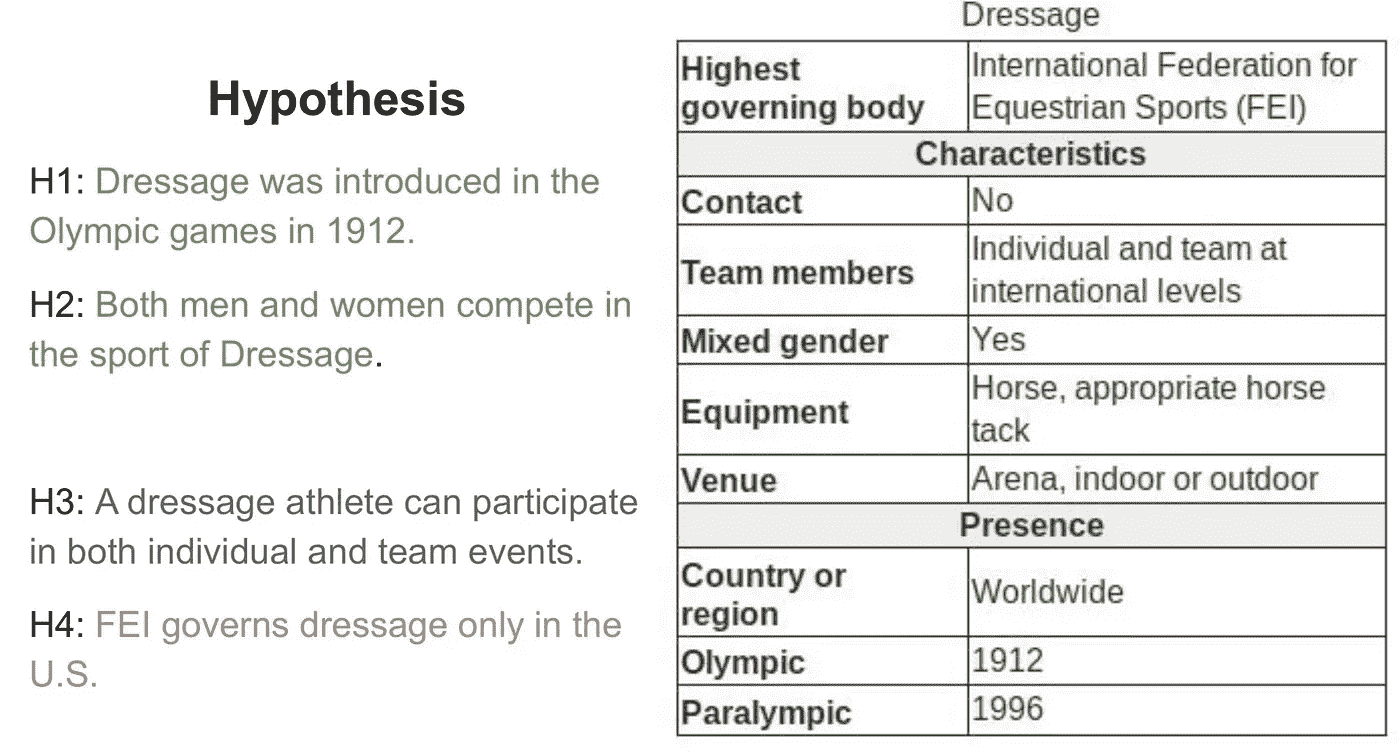 Hypothesis
H1: Dressage was introduced in the
Olympic games in 1912.
H2: Both men and women compete in
the sport of Dressage.
H3: A dressage athlete can participate
in both individual and team events.
H4: FEI governs dressage only in the
U.S.
Dressage
Highest
governing body
International Federation for
Equestrian Sports (FEI)
Characteristics
Contact
No
Team members
Individual and team at
international levels
Mixed gender
Yes
Equipment
Horse, appropriate horse
tack
Venue
Arena, indoor or outdoor
Presence
Country or
region
Worldwide
Olympic
1912
Paralympic
1996